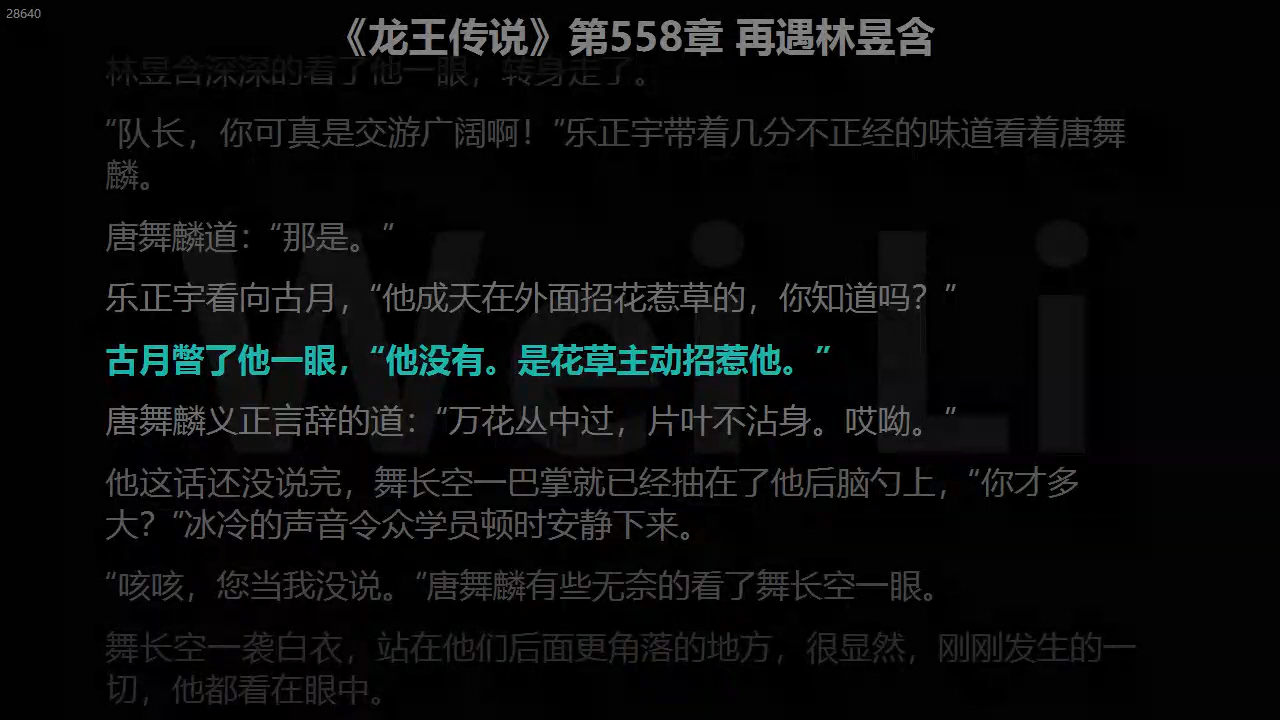 28640
《龙王传说》第558章 再遇林昱含
林昱含深深的看了他一眼，转身走了。
“队长，你可真是交游广阔啊！”乐正宇带着几分不正经的味道看着唐舞
麟。
唐舞麟道：“那是。”
乐正宇看向古月，“他成天在外面招花惹草的，你知道吗？”
古月瞥了他一眼，“他没有。是花草主动招惹他。”
唐舞麟义正言辞的道：“万花丛中过，片叶不沾身。哎呦。”
他这话还没说完，舞长空一巴掌就已经抽在了他后脑勺上，“你才多
大？”冰冷的声音令众学员顿时安静下来。
“咳咳，您当我没说。“唐舞麟有些无奈的看了舞长空一眼。
舞长空一袭白衣，站在他们后面更角落的地方，很显然，刚刚发生的一
切，他都看在眼中。
Wei Li